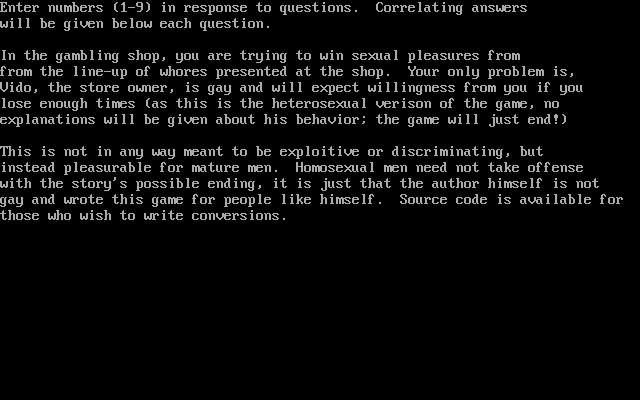 Enter numbers (1-9) in response to questions.  Correlating answers
will be given below each question.
In the gambling shop, you are trying to win sexual pleasures from
from the line-up of whores presented at the shop.  Your only problem is,
Vido, the store owner, is gay and will expect willingness from you if you
lose enough times (as this is the heterosexual verison of the game, no
explanations will be given about his behavior; the game will just end!)
This is not in any way meant to be exploitive or discriminating, but
instead pleasurable for mature men.  Homosexual men need not take offense
with the story's possible ending, it is just that the author himself is not
gay and wrote this game for people like himself.  Source code is available for
those who wish to write conversions.